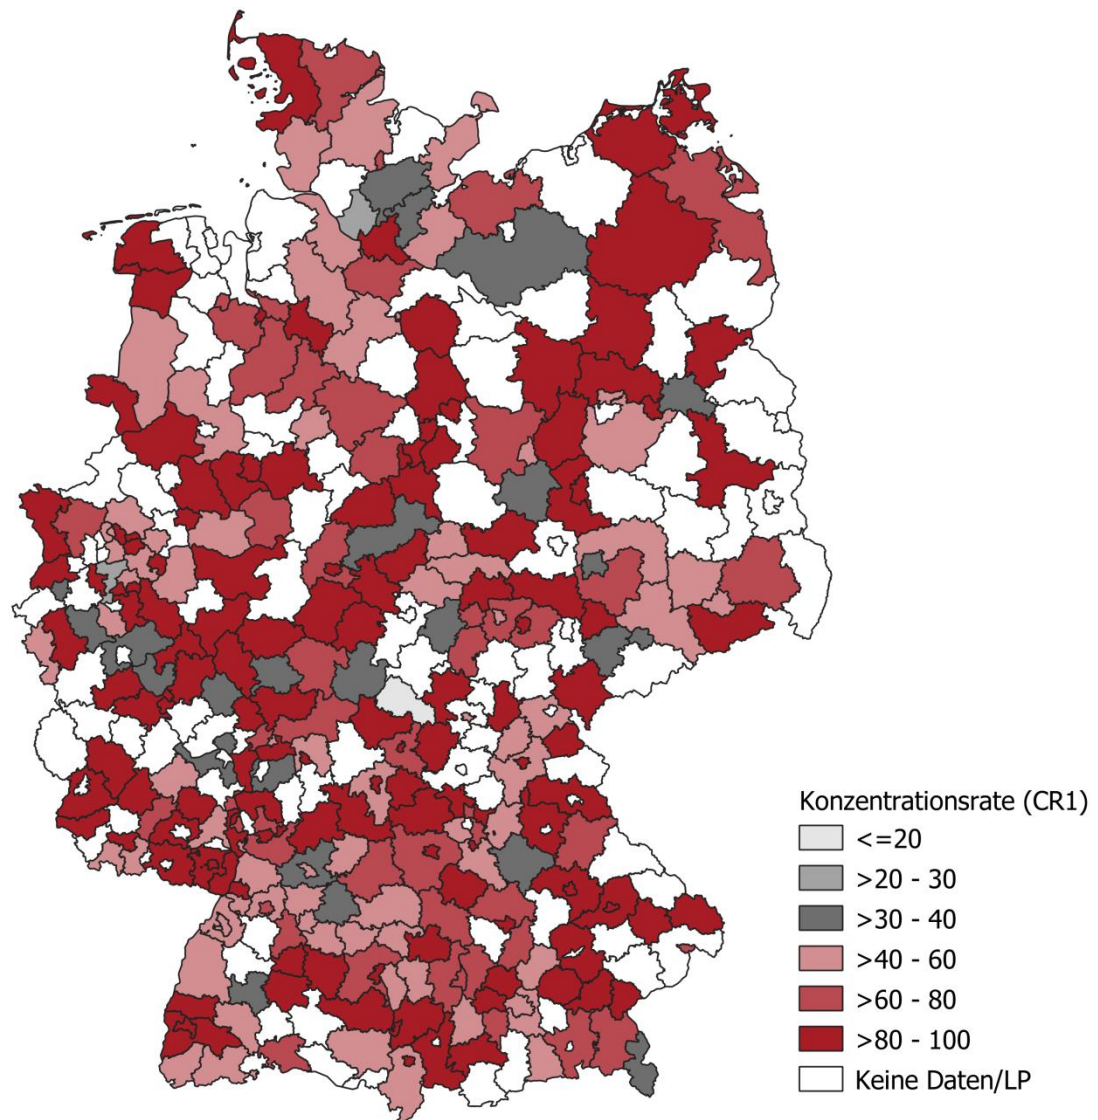 Konzentrationsrate (CR1)
<=20
>20 - 30
>30 - 40
>40 - 60
>60 - 80
>80 - 100
Keine Daten/LP